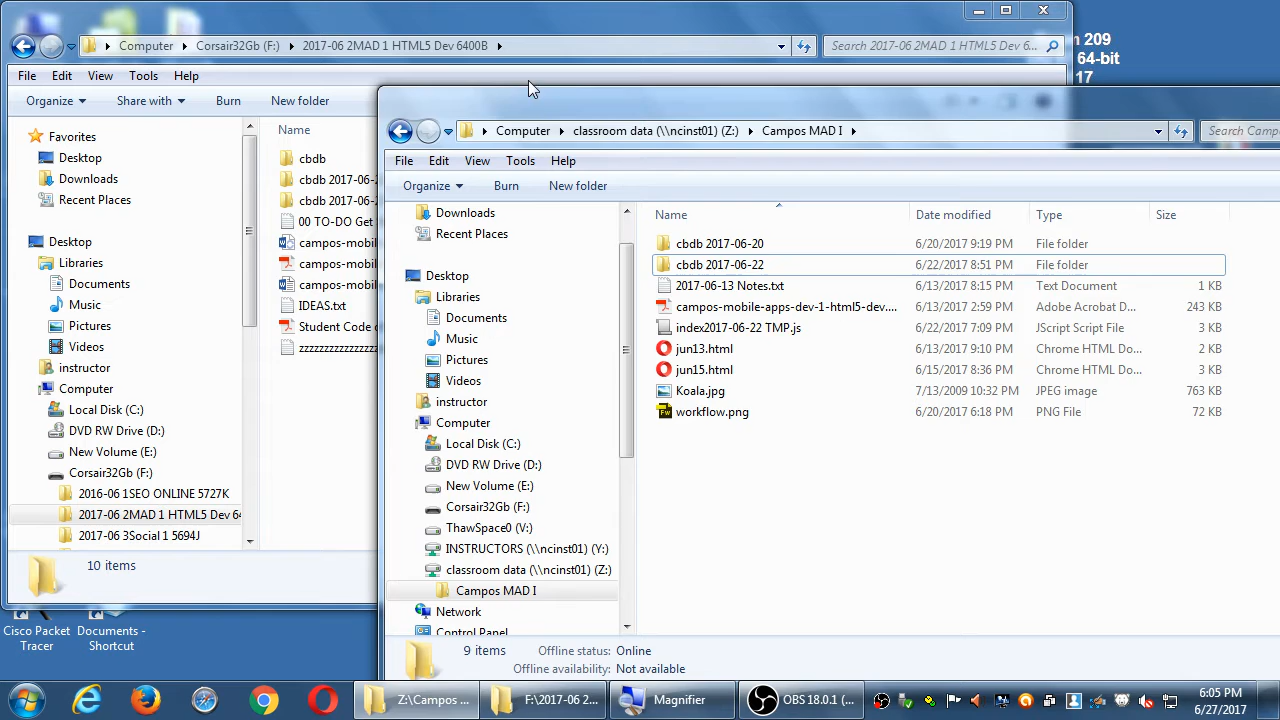 n 209
64-bit
17
Computer Corsair32Gb (F:) 2017-06 2MAD 1 HTML5 Dev 6400B
Search 2017-06 2MAD 1 HTML5 Dev 6...
File Edit View Tools Help
Organize Share with Burn New folder
Favorites
Desktop
Downloads
Recent Places
Desktop
Libraries
Documents
Music
Pictures
Videos
instructor
Computer
Local Disk (C:)
DVD RW Drive (D:)
New Volume (E:)
Corsair32Gb (F:)
2016-06 1SEO ONLINE 5727K
2017-06 2MAD 1 HTML5 Dev 64
2017-06 3Social 1 5694J
Name
cbdb
cbdb 2017-06-2
cbdb 2017-06-2
00 TO-DO Get
campos-mobil
campos-mobil
campos-mobil
IDEAS.txt
Student Code o
zzzzzzzzzzzzzzz
10 items
Computer classroom data (\\ncinst01) (Z:) Campos MAD I
Search Camp
File Edit View Tools Help
Organize Burn New folder
Downloads
Recent Places
Desktop
Libraries
Documents
Music
Pictures
Videos
instructor
Computer
Local Disk (C:)
DVD RW Drive (D:)
New Volume (E:)
Corsair32Gb (F:)
ThawSpace0 (V:)
INSTRUCTORS (\\ncinst01) (Y:)
classroom data (\\ncinst01) (Z:)
Campos MAD I
Network
Control Panel
Name Date modified Type Size
cbdb 2017-06-20 6/20/2017 9:19 PM File folder
cbdb 2017-06-22 6/22/2017 8:51 PM File folder
2017-06-13 Notes.txt 6/13/2017 8:15 PM Text Document 1 KB
campos-mobile-apps-dev-1-html5-dev.... 6/13/2017 2:59 PM Adobe Acrobat D... 243 KB
index2017-06-22 TMP.js 6/22/2017 7:09 PM JScript Script File 3 KB
jun13.html 6/13/2017 9:10 PM Chrome HTML Do... 2 KB
jun15.html 6/15/2017 8:36 PM Chrome HTML Do... 3 KB
Koala.jpg 7/13/2009 10:32 PM JPEG image 763 KB
workflow.png 6/20/2017 6:18 PM PNG File 72 KB
9 items
Offline status: Online
Offline availability: Not available
Cisco Packet
Tracer
Documents -
Shortcut
Z:\Campos ...
F:\2017-06 2...
Magnifier
OBS 18.0.1 (...
6:05 PM
6/27/2017